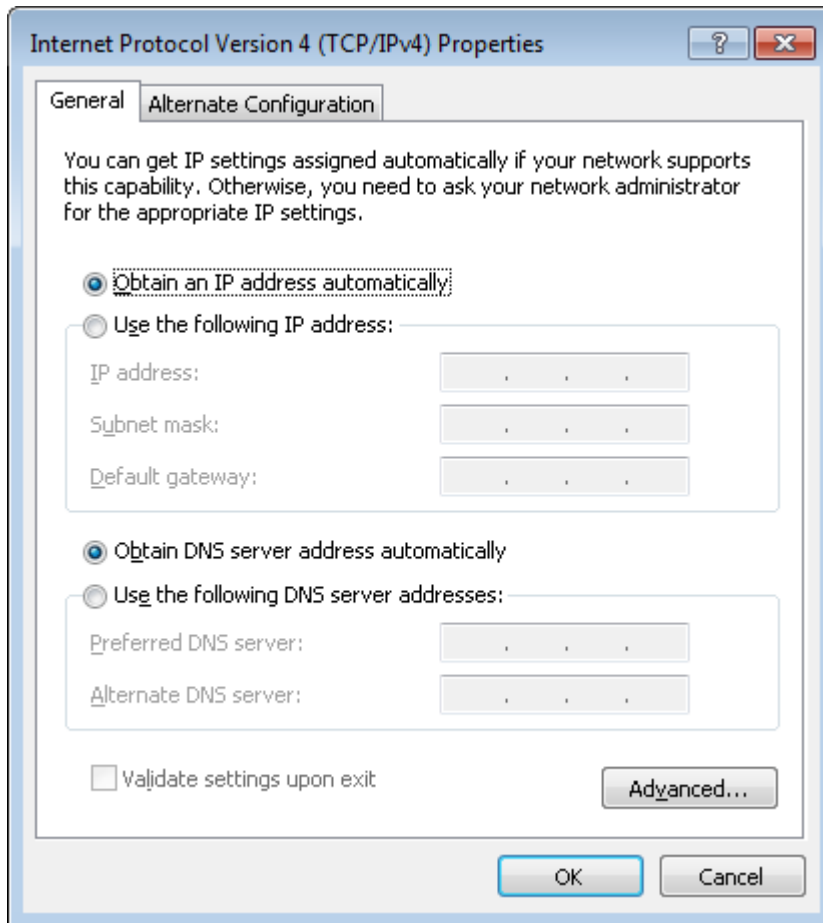 Internet Protocol Version 4 (TCP/IPv4) Properties
General
Alternate Configuration
You can get IP settings assigned automatically if your network supports
this capability. Otherwise, you need to ask your network administrator
for the appropriate IP settings.
Obtain an IP address automatically
Use the following IP address:
IP address:
Subnet mask:
Default gateway:
Obtain DNS server address automatically
Use the following DNS server addresses:
Preferred DNS server:
Alternate DNS server:
Validate settings upon exit
Advanced...
OK
Cancel